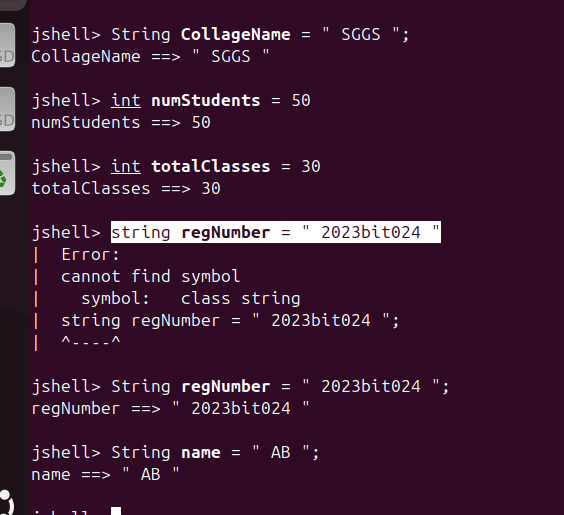 SD
SD
jshell> String CollageName = " SGGS ";
CollageName ==> " SGGS "
jshell> int numStudents = 50
numStudents ==> 50
jshell> int totalClasses = 30
totalClasses ==> 30
jshell> string regNumber = " 2023bit024 "
|  Error:
|  cannot find symbol
|    symbol:   class string
|  string regNumber = " 2023bit024 ";
|  ^----^
jshell> String regNumber = " 2023bit024 ";
regNumber ==> " 2023bit024 "
jshell> String name = " AB ";
name ==> " AB "
jshell>